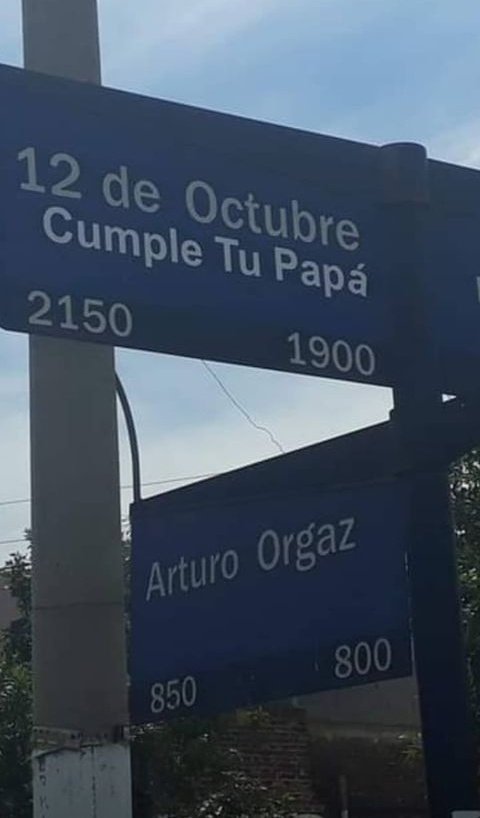 12 de Octubre
Cumple Tu Papá
2150 1900
Arturo Orgaz
850 800